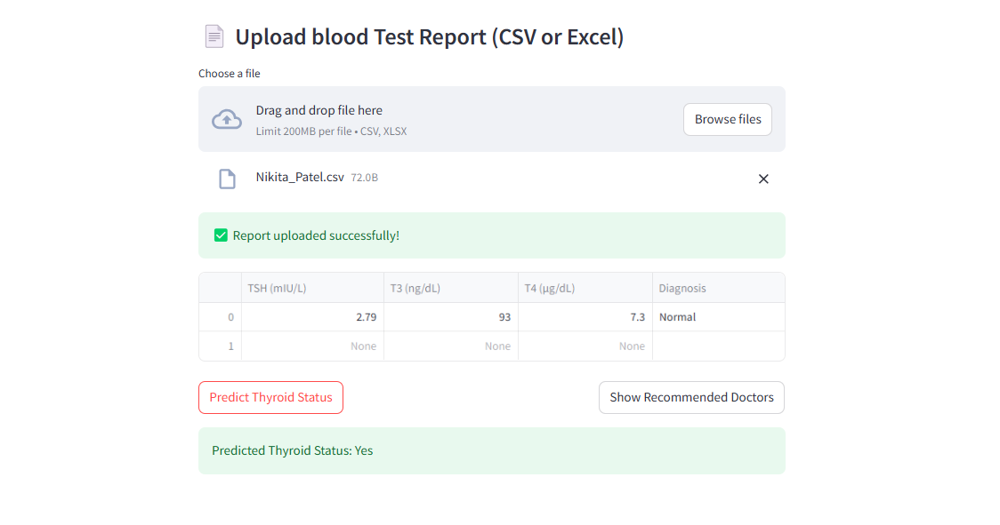 Upload blood Test Report (CSV or Excel)
Choose a file
Drag and drop file here
Limit 200MB per file • CSV, XLSX
Browse files
Nikita_Patel.csv 72.0B
Report uploaded successfully!
TSH (mIU/L) T3 (ng/dL) T4 (µg/dL) Diagnosis
0 2.79 93 7.3 Normal
1 None None None
Predict Thyroid Status Show Recommended Doctors
Predicted Thyroid Status: Yes